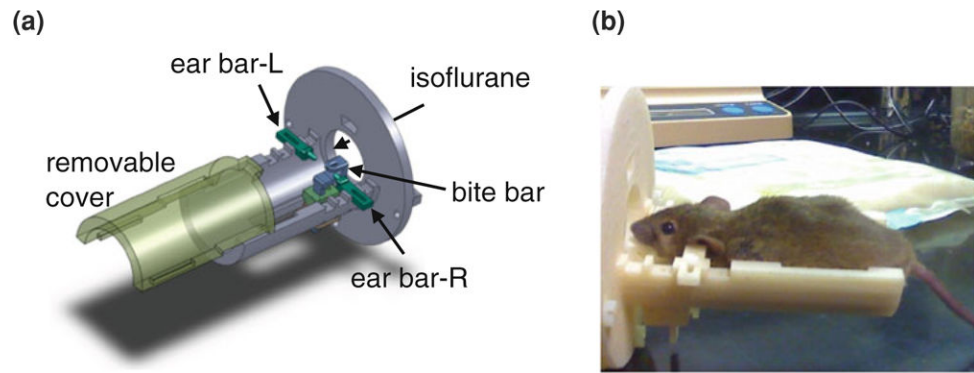 (a)
(b)
ear bar-L
isoflurane
removable
cover
bite bar
ear bar-R